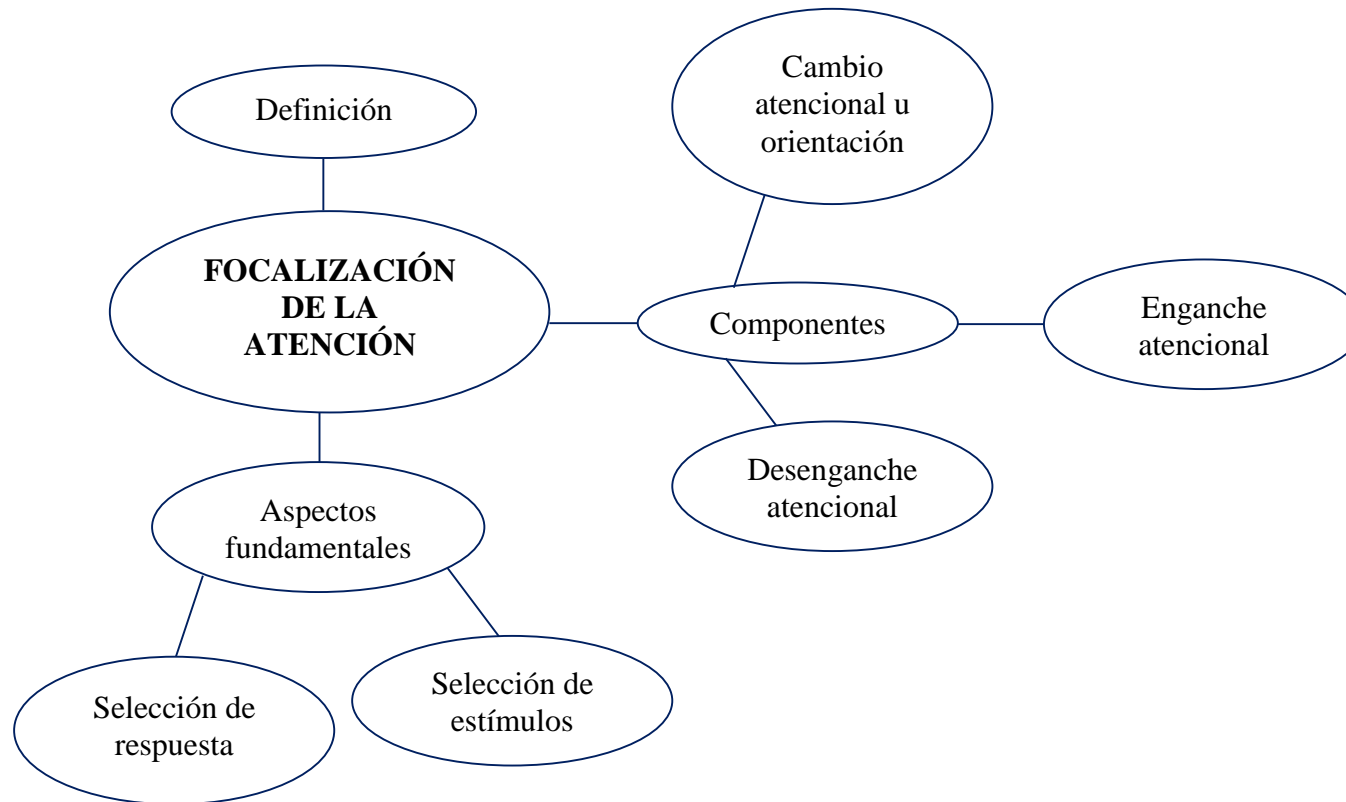 Cambio
atencional u
orientación
Definición
FOCALIZACIÓN
DE LA
ATENCIÓN
Componentes
Enganche
atencional
Desenganche
atencional
Aspectos
fundamentales
Selección de
respuesta
Selección de
estímulos